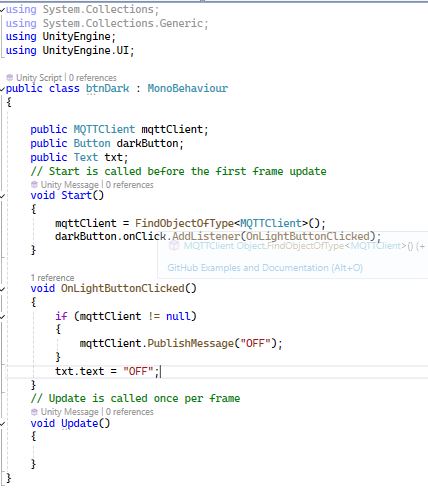 using System.Collections;
using System.Collections.Generic;
using UnityEngine;
using UnityEngine.UI;
Unity Script | 0 references
public class btnDark : MonoBehaviour
{
public MQTTClient mqttClient;
public Button darkButton;
public Text txt;
// Start is called before the first frame update
Unity Message | 0 references
void Start()
{
mqttClient = FindObjectOfType<MQTTClient>();
darkButton.onClick.AddListener(OnLightButtonClicked);
MQTTClient Object.FindObjectOfType<MQTTClient>() (+
}
GitHub Examples and Documentation (Alt+O)
1 reference
void OnLightButtonClicked()
{
if (mqttClient != null)
{
mqttClient.PublishMessage("OFF");
}
txt.text = "OFF";
}
// Update is called once per frame
Unity Message | 0 references
void Update()
{
}
}